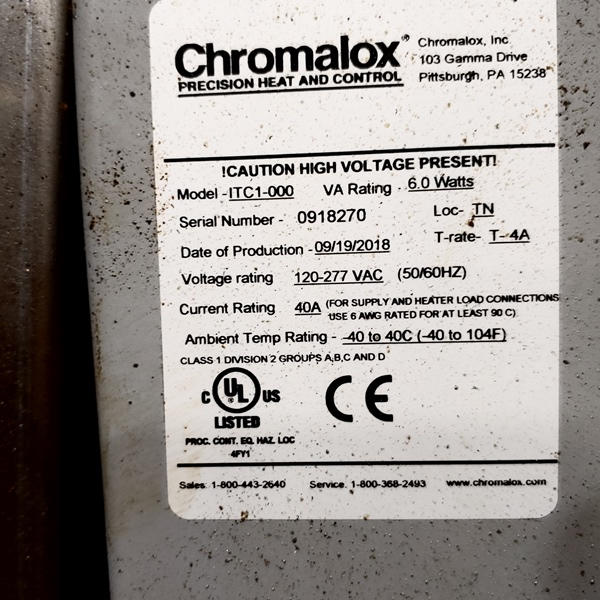 Chromalox®
PRECISION HEAT AND CONTROL
Chromalox, Inc
103 Gamma Drive
Pittsburgh, PA 15238
!CAUTION HIGH VOLTAGE PRESENT!
Model - ITC1-000 VA Rating - 6.0 Watts
Serial Number - 0918270 Loc- TN
Date of Production - 09/19/2018 T-rate- T- 4A
Voltage rating 120-277 VAC (50/60HZ)
Current Rating 40A (FOR SUPPLY AND HEATER LOAD CONNECTIONS
USE 6 AWG RATED FOR AT LEAST 90 C)
Ambient Temp Rating - -40 to 40C (-40 to 104F)
CLASS 1 DIVISION 2 GROUPS A,B,C AND D
C UL ® US
LISTED
PROC. CONT. EQ. HAZ. LOC
4FY1
CE
Sales: 1-800-443-2640 Service: 1-800-368-2493 www.chromalox.com